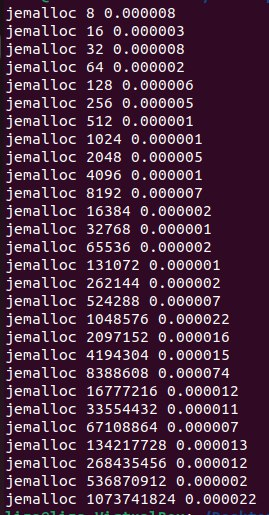 jemalloc 8 0.000008
jemalloc 16 0.000003
jemalloc 32 0.000008
jemalloc 64 0.000002
jemalloc 128 0.000006
jemalloc 256 0.000005
jemalloc 512 0.000001
jemalloc 1024 0.000001
jemalloc 2048 0.000005
jemalloc 4096 0.000001
jemalloc 8192 0.000007
jemalloc 16384 0.000002
jemalloc 32768 0.000001
jemalloc 65536 0.000002
jemalloc 131072 0.000001
jemalloc 262144 0.000002
jemalloc 524288 0.000007
jemalloc 1048576 0.000022
jemalloc 2097152 0.000016
jemalloc 4194304 0.000015
jemalloc 8388608 0.000074
jemalloc 16777216 0.000012
jemalloc 33554432 0.000011
jemalloc 67108864 0.000007
jemalloc 134217728 0.000013
jemalloc 268435456 0.000012
jemalloc 536870912 0.000002
jemalloc 1073741824 0.000022